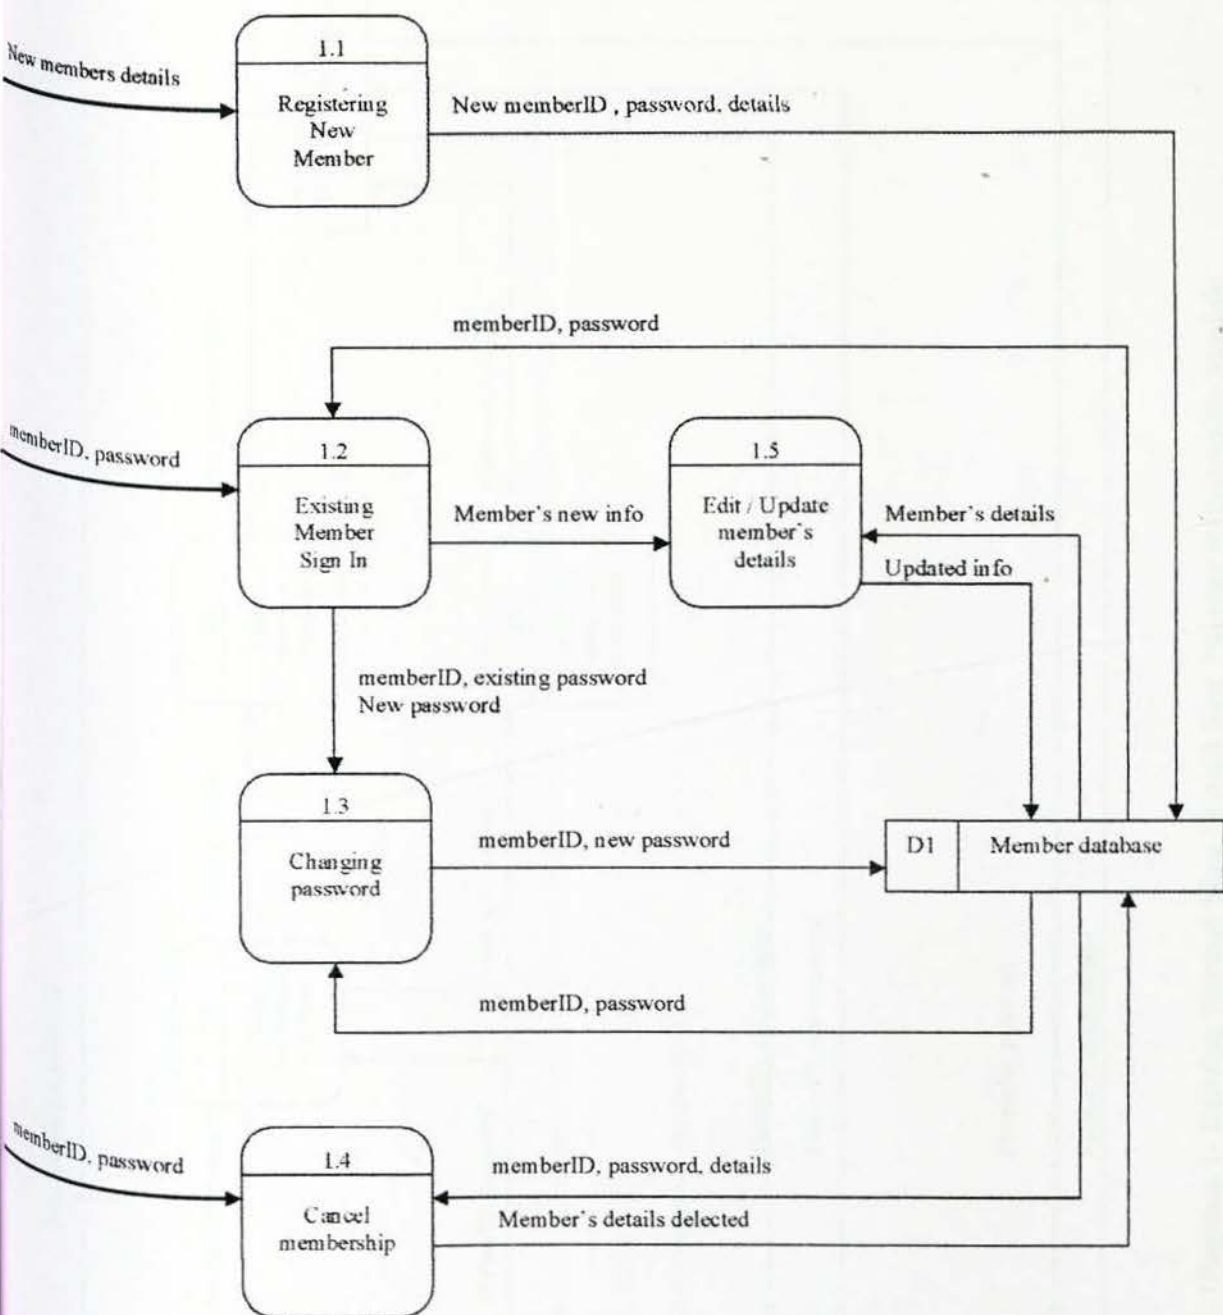 1.1
New members details
Registering
New
Member
New memberID , password, details
memberID, password
memberID, password
1.2
Existing
Member
Sign In
Member's new info
1.5
Edit / Update
member's
details
Member's details
Updated info
memberID, existing password
New password
1.3
Changing
password
memberID, new password
D1
Member database
memberID, password
memberID, password
1.4
Cancel
membership
memberID, password, details
Member's details delected